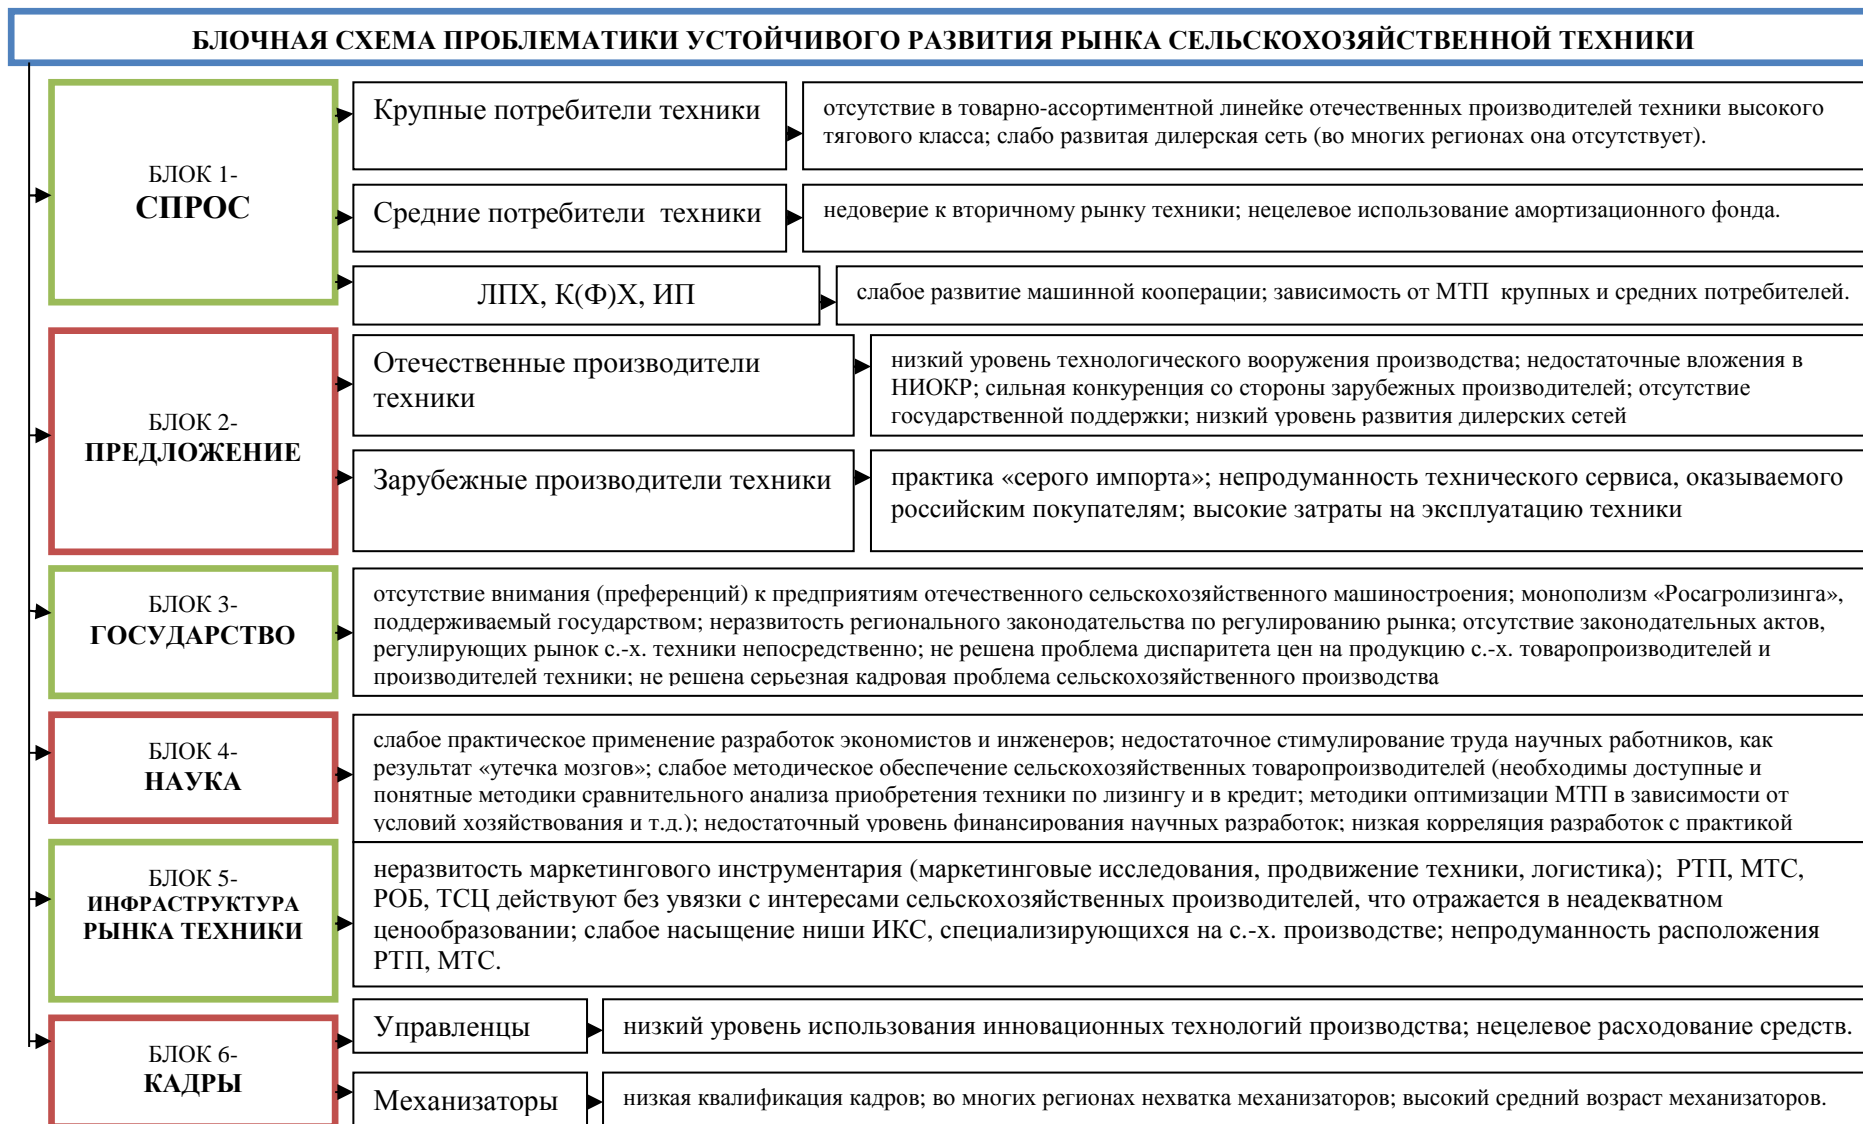 БЛОЧНАЯ СХЕМА ПРОБЛЕМАТИКИ УСТОЙЧИВОГО РАЗВИТИЯ РЫНКА СЕЛЬСКОХОЗЯЙСТВЕННОЙ ТЕХНИКИ
БЛОК 1-
СПРОС
Крупные потребители техники
отсутствие в товарно-ассортиментной линейке отечественных производителей техники высокого
тягового класса; слабо развитая дилерская сеть (во многих регионах она отсутствует).
Средние потребители техники
недоверие к вторичному рынку техники; нецелевое использование амортизационного фонда.
ЛПХ, К(Ф)Х, ИП
слабое развитие машинной кооперации; зависимость от МТП крупных и средних потребителей.
БЛОК 2-
ПРЕДЛОЖЕНИЕ
Отечественные производители
техники
низкий уровень технологического вооружения производства; недостаточные вложения в
НИОКР; сильная конкуренция со стороны зарубежных производителей; отсутствие
государственной поддержки; низкий уровень развития дилерских сетей
Зарубежные производители техники
практика «серого импорта»; непродуманность технического сервиса, оказываемого
российским покупателям; высокие затраты на эксплуатацию техники
БЛОК 3-
ГОСУДАРСТВО
отсутствие внимания (преференций) к предприятиям отечественного сельскохозяйственного машиностроения; монополизм «Росагролизинга»,
поддерживаемый государством; неразвитость регионального законодательства по регулированию рынка; отсутствие законодательных актов,
регулирующих рынок с.-х. техники непосредственно; не решена проблема диспаритета цен на продукцию с.-х. товаропроизводителей и
производителей техники; не решена серьезная кадровая проблема сельскохозяйственного производства
БЛОК 4-
НАУКА
слабое практическое применение разработок экономистов и инженеров; недостаточное стимулирование труда научных работников, как
результат «утечка мозгов»; слабое методическое обеспечение сельскохозяйственных товаропроизводителей (необходимы доступные и
понятные методики сравнительного анализа приобретения техники по лизингу и в кредит; методики оптимизации МТП в зависимости от
условий хозяйствования и т.д.); недостаточный уровень финансирования научных разработок; низкая корреляция разработок с практикой
БЛОК 5-
ИНФРАСТРУКТУРА
РЫНКА ТЕХНИКИ
неразвитость маркетингового инструментария (маркетинговые исследования, продвижение техники, логистика); РТП, МТС,
РОБ, ТСЦ действуют без увязки с интересами сельскохозяйственных производителей, что отражается в неадекватном
ценообразовании; слабое насыщение ниши ИКС, специализирующихся на с.-х. производстве; непродуманность расположения
РТП, МТС.
БЛОК 6-
КАДРЫ
Управленцы
низкий уровень использования инновационных технологий производства; нецелевое расходование средств.
Механизаторы
низкая квалификация кадров; во многих регионах нехватка механизаторов; высокий средний возраст механизаторов.